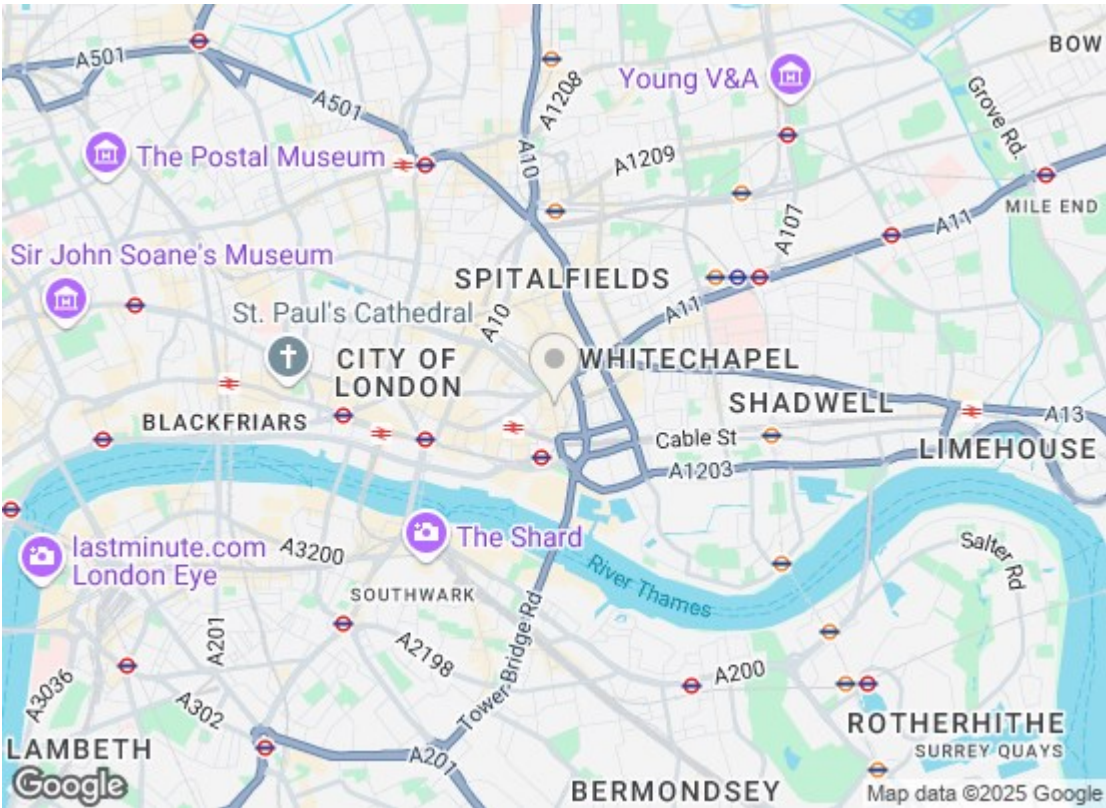 A501
BOW
Young V&A
A1208
A501
Grove Rd.
The Postal Museum
A10
A1209
MILE END
A107
A11
Sir John Soane's Museum
SPITALFIELDS
St. Paul's Cathedral
A10
A11
CITY OF
LONDON
WHITECHAPEL
SHADWELL
A13
BLACKFRIARS
Cable St
LIMEHOUSE
A1203
lastminute.com
London Eye
A3200
The Shard
River Thames
Salter Rd
SOUTHWARK
A201
A2198
Tower Bridge Rd
A200
A3036
A302
ROTHERHITHE
LAMBETH
A201
SURREY QUAYS
Google
BERMONDSEY
Map data ©2025 Google